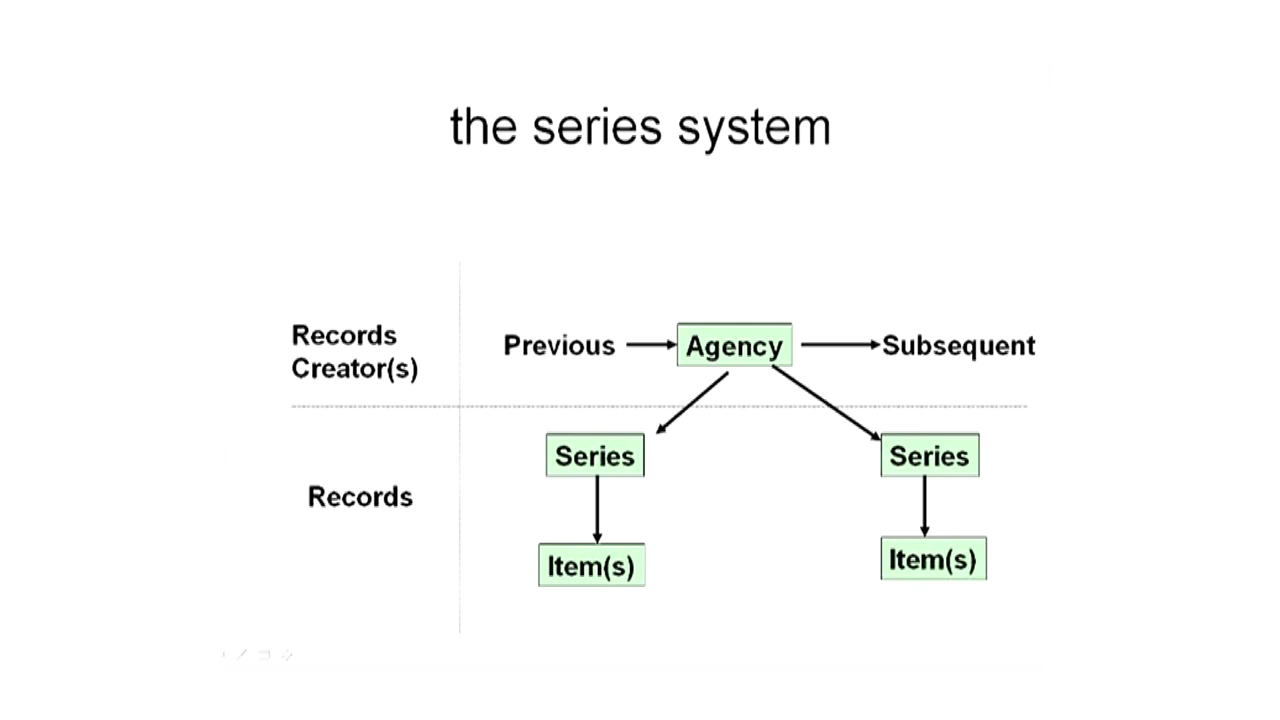 the series system
Records
Creator(s)
Previous
Agency
Subsequent
Records
Series
Series
Item(s)
Item(s)